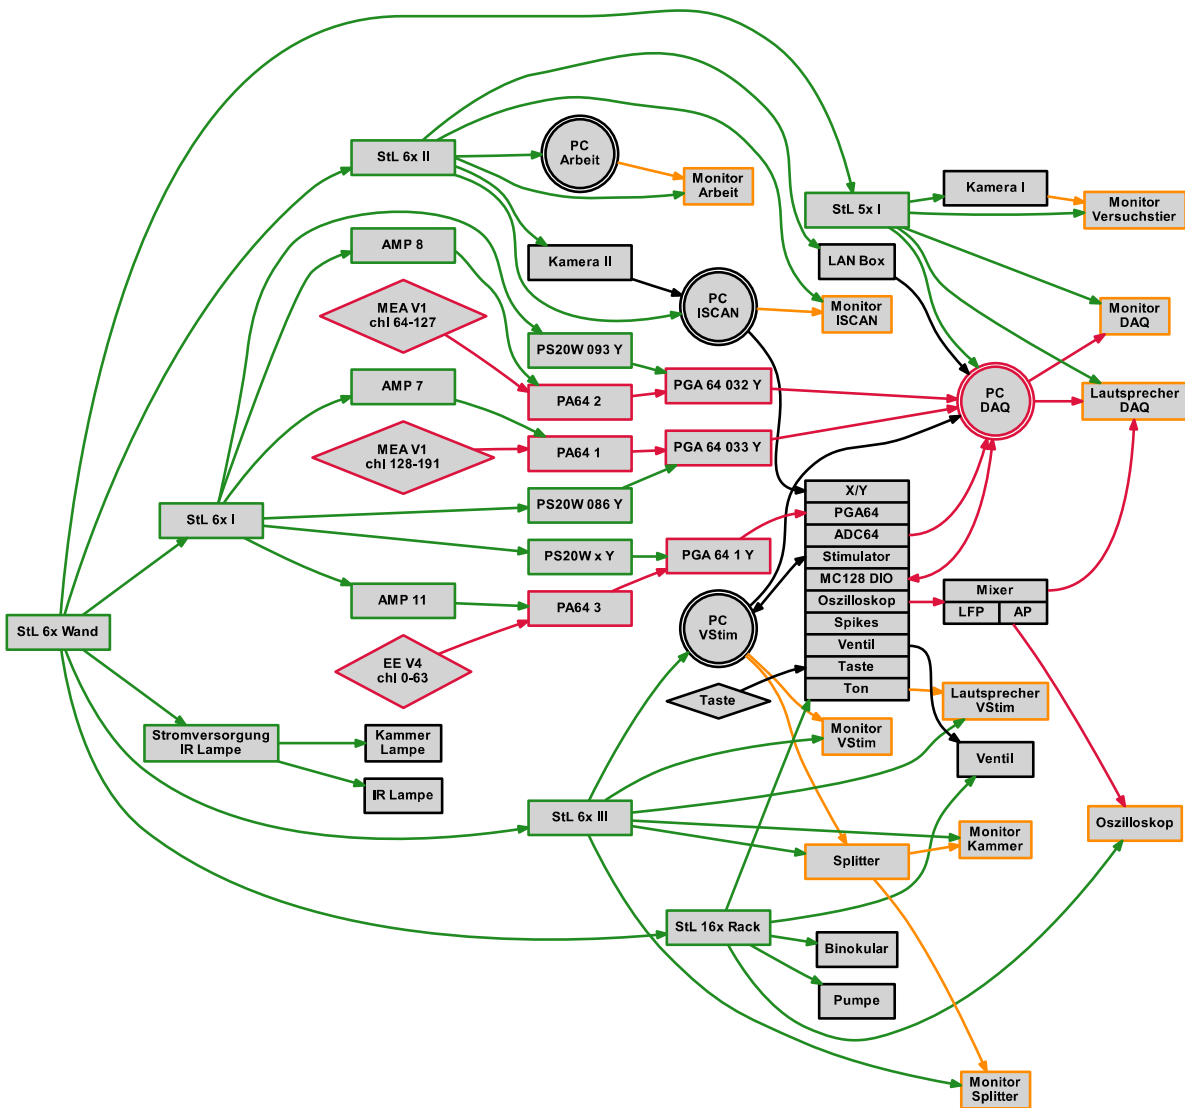 StL 6x II
PC
Arbeit
Monitor
Arbeit
Kamera I
Monitor
Versuchstier
StL 5x I
AMP 8
Kamera II
LAN Box
MEA V1
chl 64-127
PC
ISCAN
Monitor
ISCAN
Monitor
DAQ
PS20W 093 Y
AMP 7
PA64 2
PGA 64 032 Y
PC
DAQ
Lautsprecher
DAQ
MEA V1
chl 128-191
PA64 1
PGA 64 033 Y
StL 6x I
PS20W 086 Y
X/Y
PGA64
ADC64
Stimulator
MC128 DIO
Oszilloskop
Spikes
Ventil
Taste
Ton
PS20W x Y
PGA 64 1 Y
AMP 11
PA64 3
Mixer
LFP
AP
StL 6x Wand
PC
VStim
EE V4
chl 0-63
Taste
Lautsprecher
VStim
Stromversorgung
IR Lampe
Kammer
Lampe
Monitor
VStim
Ventil
IR Lampe
StL 6x III
Oszilloskop
Monitor
Kammer
Splitter
StL 16x Rack
Binokular
Pumpe
Monitor
Splitter